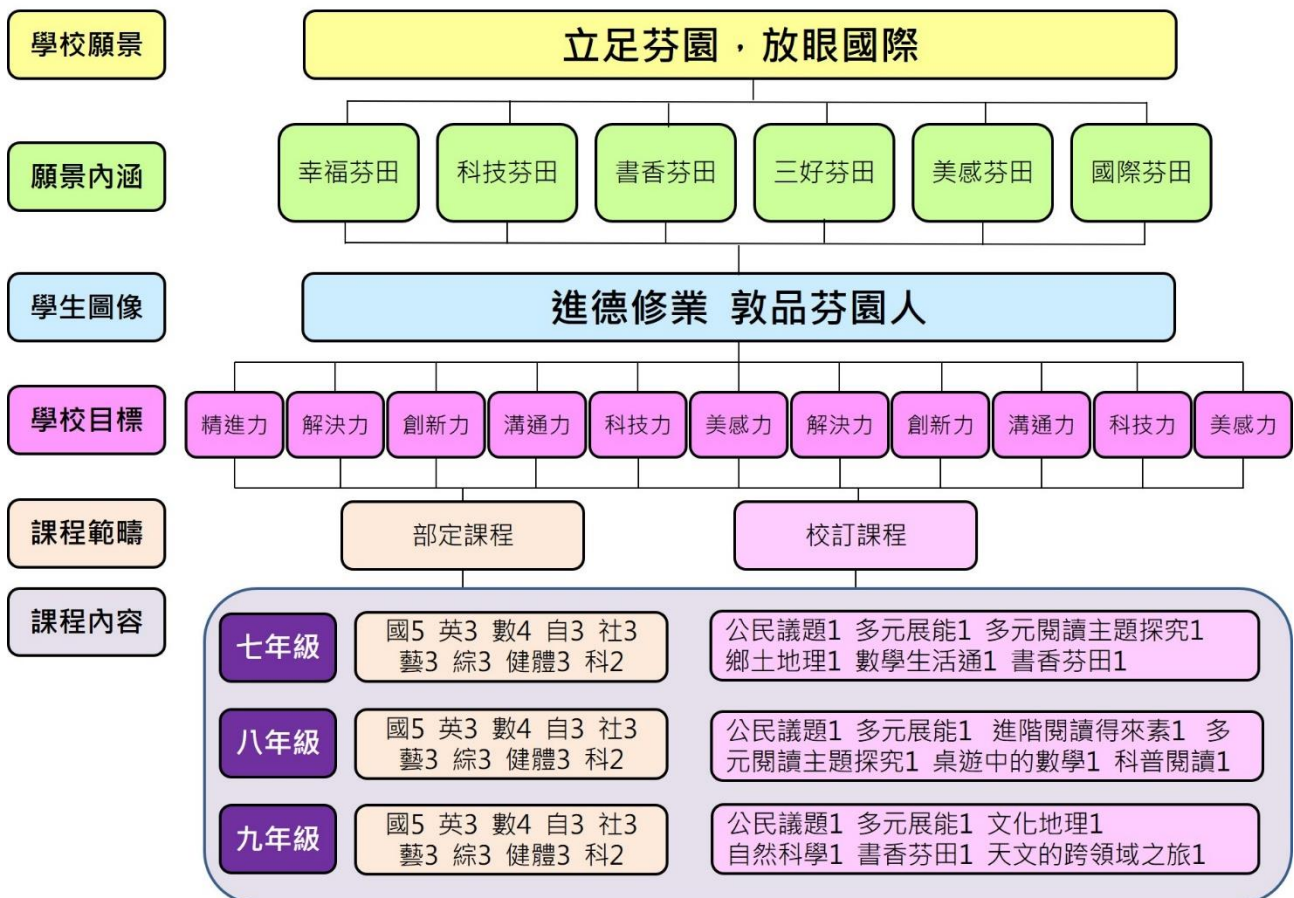 學校願景
立足芬園，放眼國際
願景內涵
幸福芬田
科技芬田
書香芬田
三好芬田
美感芬田
國際芬田
學生圖像
進德修業 敦品芬園人
學校目標
精進力
解決力
創新力
溝通力
科技力
美感力
解決力
創新力
溝通力
科技力
美感力
課程範疇
部定課程
校訂課程
課程內容
七年級
國5 英3 數4 自3 社3
藝3 綜3 健體3 科2
公民議題1 多元展能1 多元閱讀主題探究1
鄉土地理1 數學生活通1 書香芬田1
八年級
國5 英3 數4 自3 社3
藝3 綜3 健體3 科2
公民議題1 多元展能1 進階閱讀得來素1 多
元閱讀主題探究1 桌遊中的數學1 科普閱讀1
九年級
國5 英3 數4 自3 社3
藝3 綜3 健體3 科2
公民議題1 多元展能1 文化地理1
自然科學1 書香芬田1 天文的跨領域之旅1